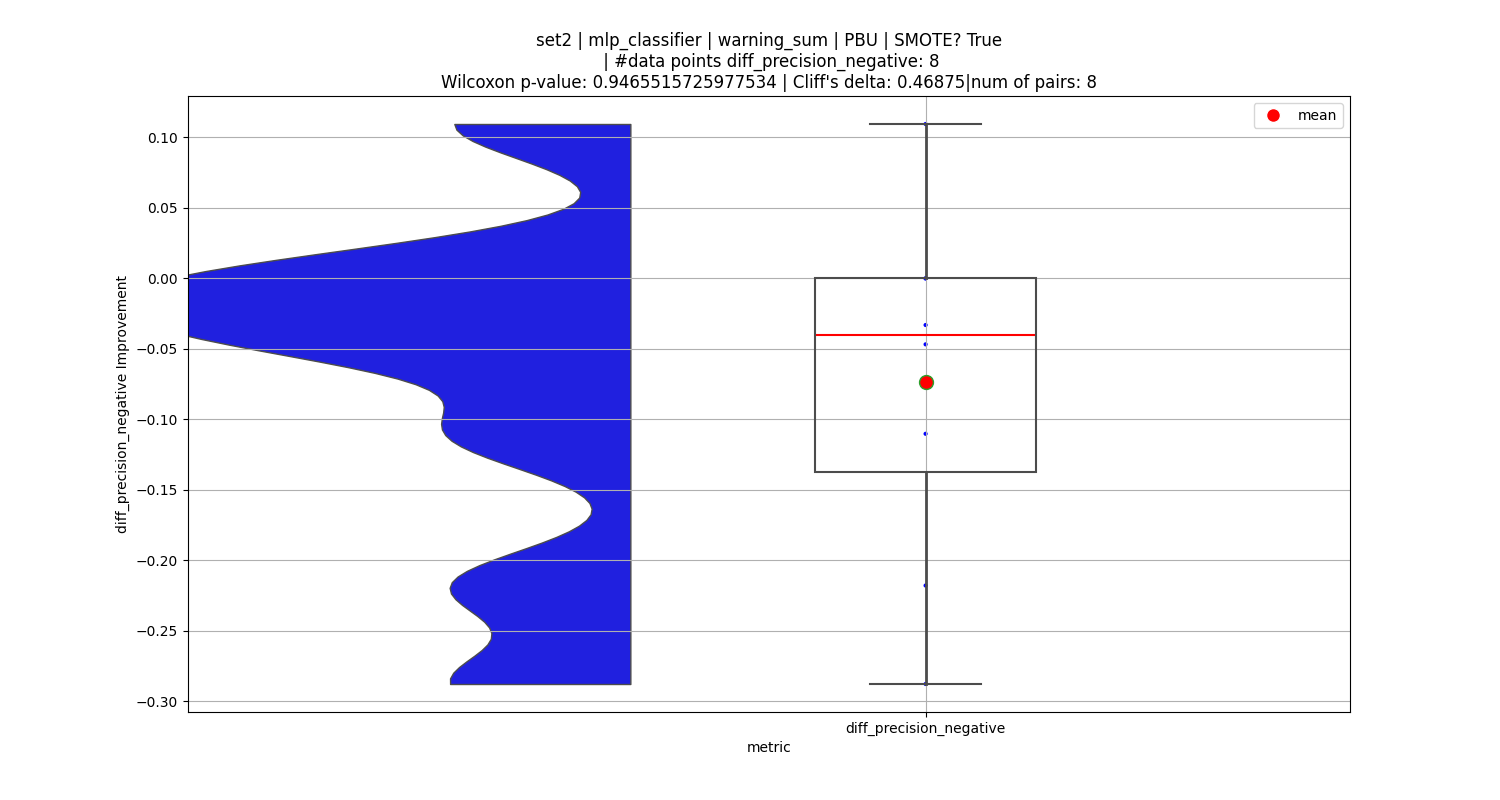 set2 | mlp_classifier | warning_sum | PBU | SMOTE? True
| #data points diff_precision_negative: 8
Wilcoxon p-value: 0.9465515725977534 | Cliff's delta: 0.46875|num of pairs: 8
mean
0.10
0.05
0.00
−0.05
−0.10
−0.15
−0.20
−0.25
−0.30
diff_precision_negative Improvement
diff_precision_negative
metric